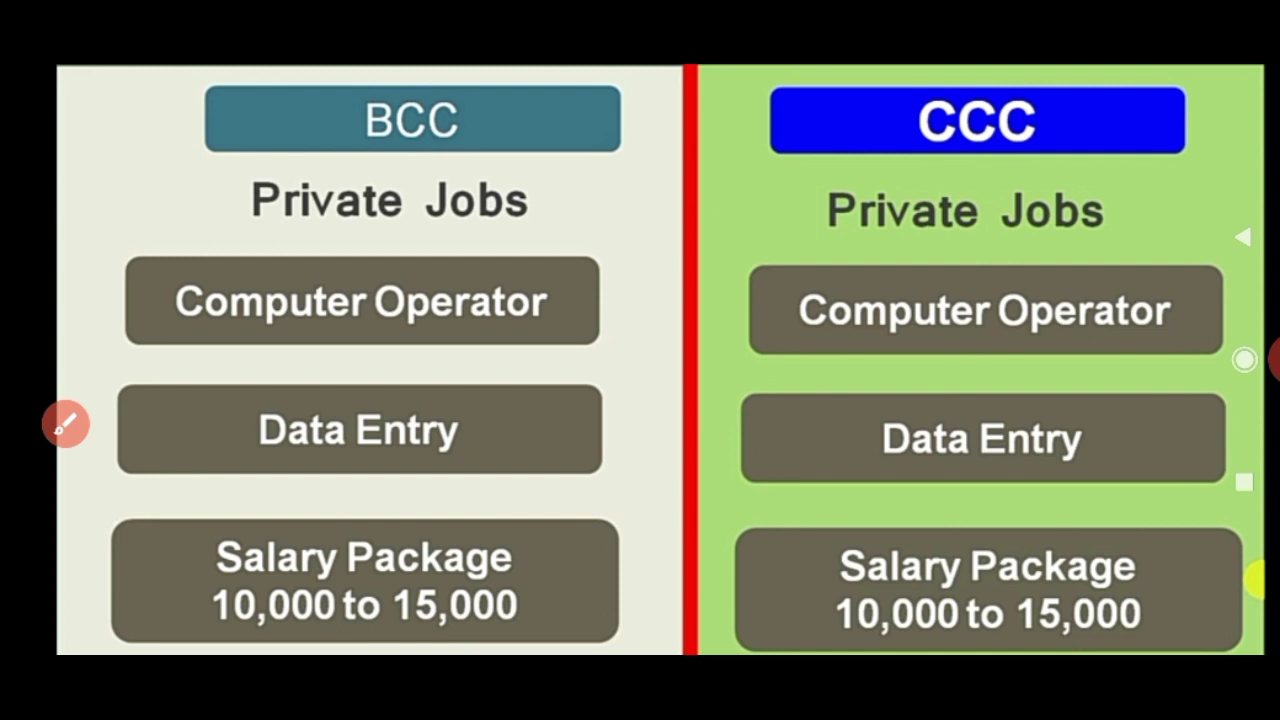 BCC
Private Jobs
Computer Operator
Data Entry
Salary Package
10,000 to 15,000
CCC
Private Jobs
Computer Operator
Data Entry
Salary Package
10,000 to 15,000